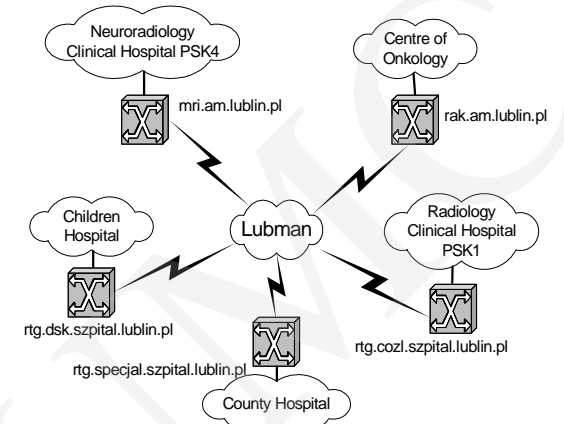 Neuroradiology
Clinical Hospital PSK4
mri.am.lublin.pl
Centre of
Onkology
rak.am.lublin.pl
Lubman
Children
Hospital
rtg.dsk.szpital.lublin.pl
Radiology
Clinical Hospital
PSK1
rtg.cozl.szpital.lublin.pl
rtg.specjal.szpital.lublin.pl
County Hospital